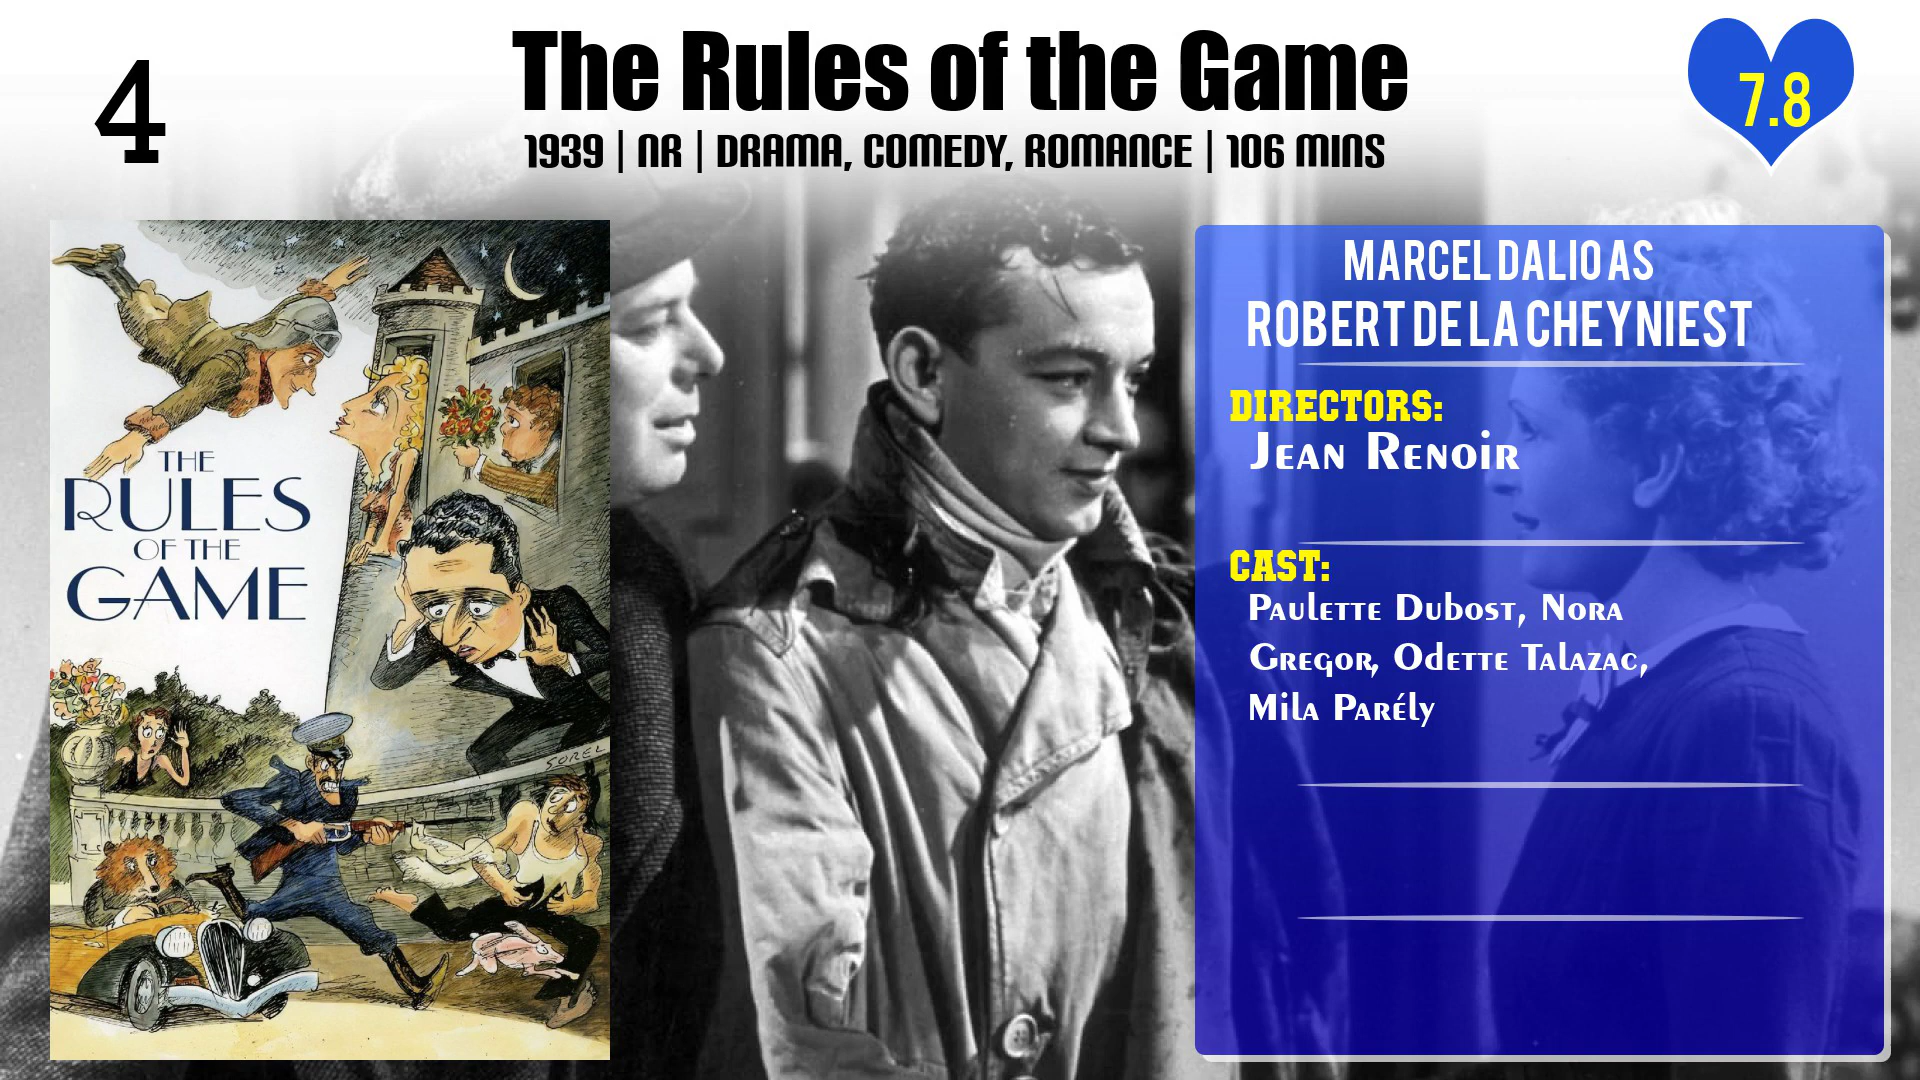 4
The Rules of the Game
7.8
1939 | NR | DRAMA, COMEDY, ROMANCE | 106 MINS
THE
RULES
OF THE
GAME
SOREL
MARCEL DALIO AS
ROBERT DE LA CHEYNIEST
DIRECTORS:
Jean Renoir
CAST:
Paulette Dubost, Nora
Gregor, Odette Talazac,
Mila Parély